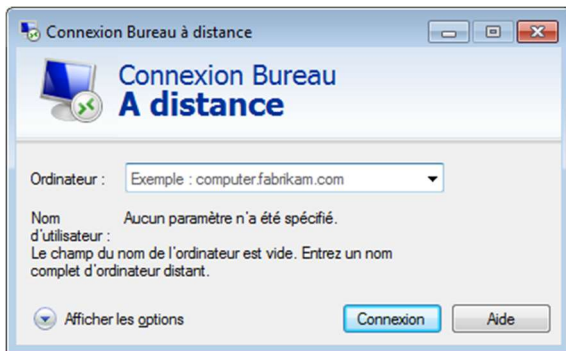 Connexion Bureau à distance
Connexion Bureau
A distance
Ordinateur :
Exemple : computer.fabrikam.com
Nom d'utilisateur :
Aucun paramètre n'a été spécifié.
Le champ du nom de l'ordinateur est vide. Entrez un nom
complet d'ordinateur distant.
Afficher les options
Connexion
Aide